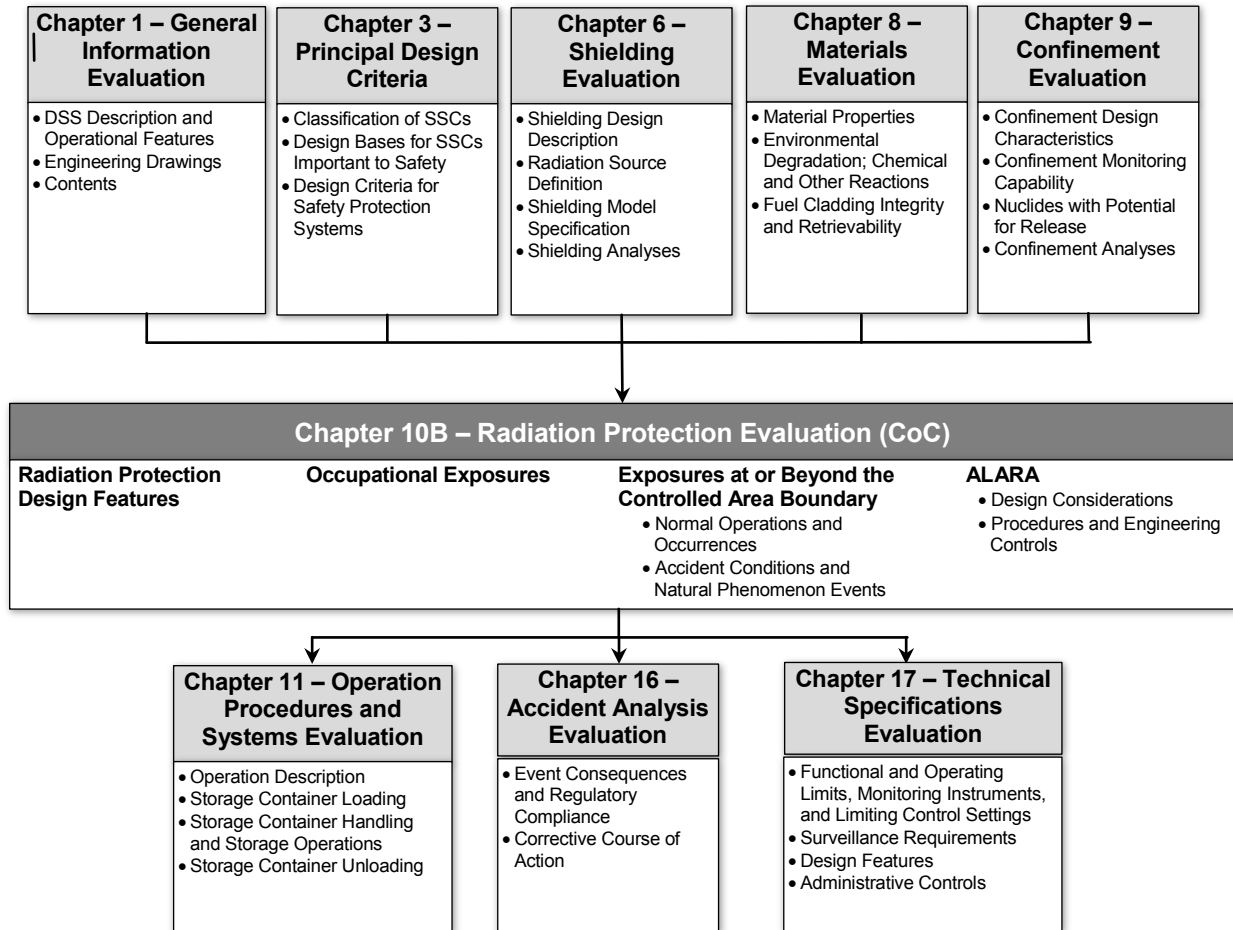 Chapter 1 – General
Information
Evaluation
• DSS Description and
Operational Features
• Engineering Drawings
• Contents
Chapter 3 –
Principal Design
Criteria
• Classification of SSCs
• Design Bases for SSCs
Important to Safety
• Design Criteria for
Safety Protection
Systems
Chapter 6 –
Shielding
Evaluation
• Shielding Design
Description
• Radiation Source
Definition
• Shielding Model
Specification
• Shielding Analyses
Chapter 8 –
Materials
Evaluation
• Material Properties
• Environmental
Degradation; Chemical
and Other Reactions
• Fuel Cladding Integrity
and Retrievability
Chapter 9 –
Confinement
Evaluation
• Confinement Design
Characteristics
• Confinement Monitoring
Capability
• Nuclides with Potential
for Release
• Confinement Analyses
Chapter 10B – Radiation Protection Evaluation (CoC)
Radiation Protection
Design Features
Occupational Exposures
Exposures at or Beyond the
Controlled Area Boundary
• Normal Operations and
Occurrences
• Accident Conditions and
Natural Phenomenon Events
ALARA
• Design Considerations
• Procedures and Engineering
Controls
Chapter 11 – Operation
Procedures and
Systems Evaluation
• Operation Description
• Storage Container Loading
• Storage Container Handling
and Storage Operations
• Storage Container Unloading
Chapter 16 –
Accident Analysis
Evaluation
• Event Consequences
and Regulatory
Compliance
• Corrective Course of
Action
Chapter 17 – Technical
Specifications
Evaluation
• Functional and Operating
Limits, Monitoring Instruments,
and Limiting Control Settings
• Surveillance Requirements
• Design Features
• Administrative Controls